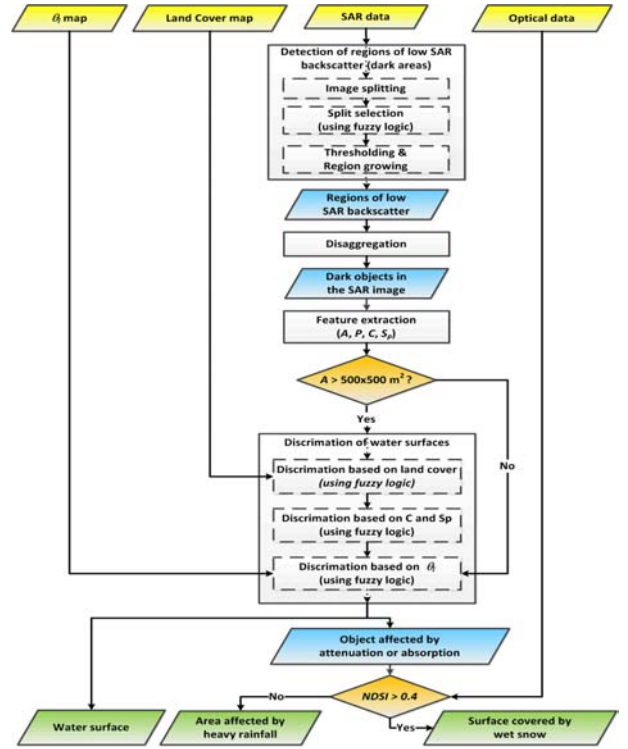 θₗ map
Land Cover map
SAR data
Optical data
Detection of regions of low SAR
backscatter (dark areas)
Image splitting
Split selection
(using fuzzy logic)
Thresholding &
Region growing
Regions of low
SAR backscatter
Disaggregation
Dark objects in
the SAR image
Feature extraction
(A, P, C, Sₚ)
A > 500x500 m² ?
Yes
No
Discrimation of water surfaces
Discrimation based on land cover
(using fuzzy logic)
Discrimation based on C and Sp
(using fuzzy logic)
Discrimation based on θₗ
(using fuzzy logic)
Object affected by
attenuation or absorption
NDSI > 0.4
No
Yes
Water surface
Area affected by
heavy rainfall
Surface covered by
wet snow